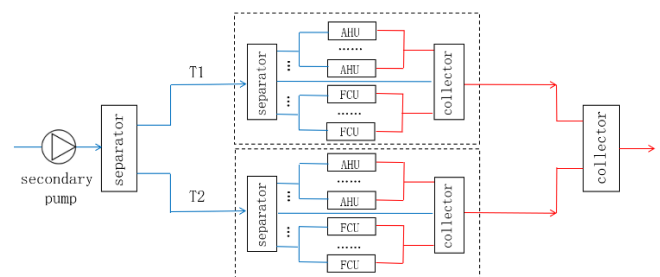 secondary
pump
separator
T1
T2
separator
...
...
AHU
......
AHU
FCU
......
FCU
collector
separator
...
...
AHU
......
AHU
FCU
......
FCU
collector
collector